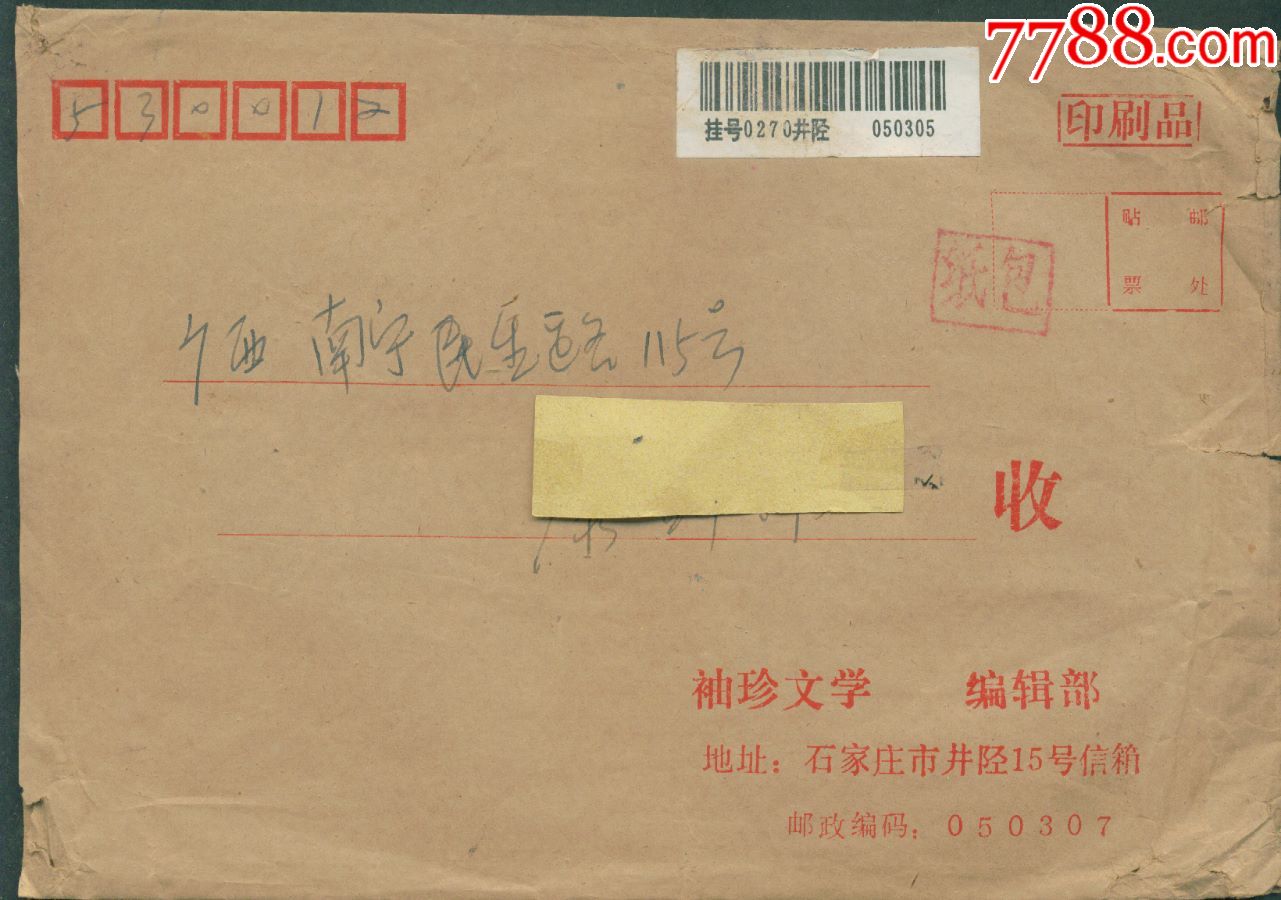 7788.com
530012
挂号0270井陉 050305
印刷品
贴 邮
票 处
纸包
广西 南宁 民主路 115号
收
袖珍文学 编辑部
地址：石家庄市井陉15号信箱
邮政编码：050307